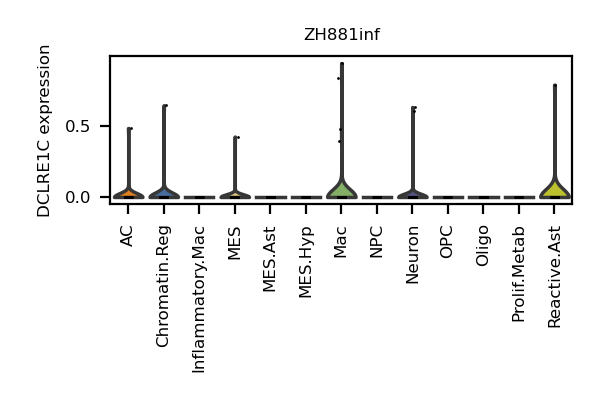 ZH881inf
DCLRE1C expression
0.5
0.0
AC
Chromatin.Reg
Inflammatory.Mac
MES
MES.Ast
MES.Hyp
Mac
NPC
Neuron
OPC
Oligo
Prolif.Metab
Reactive.Ast